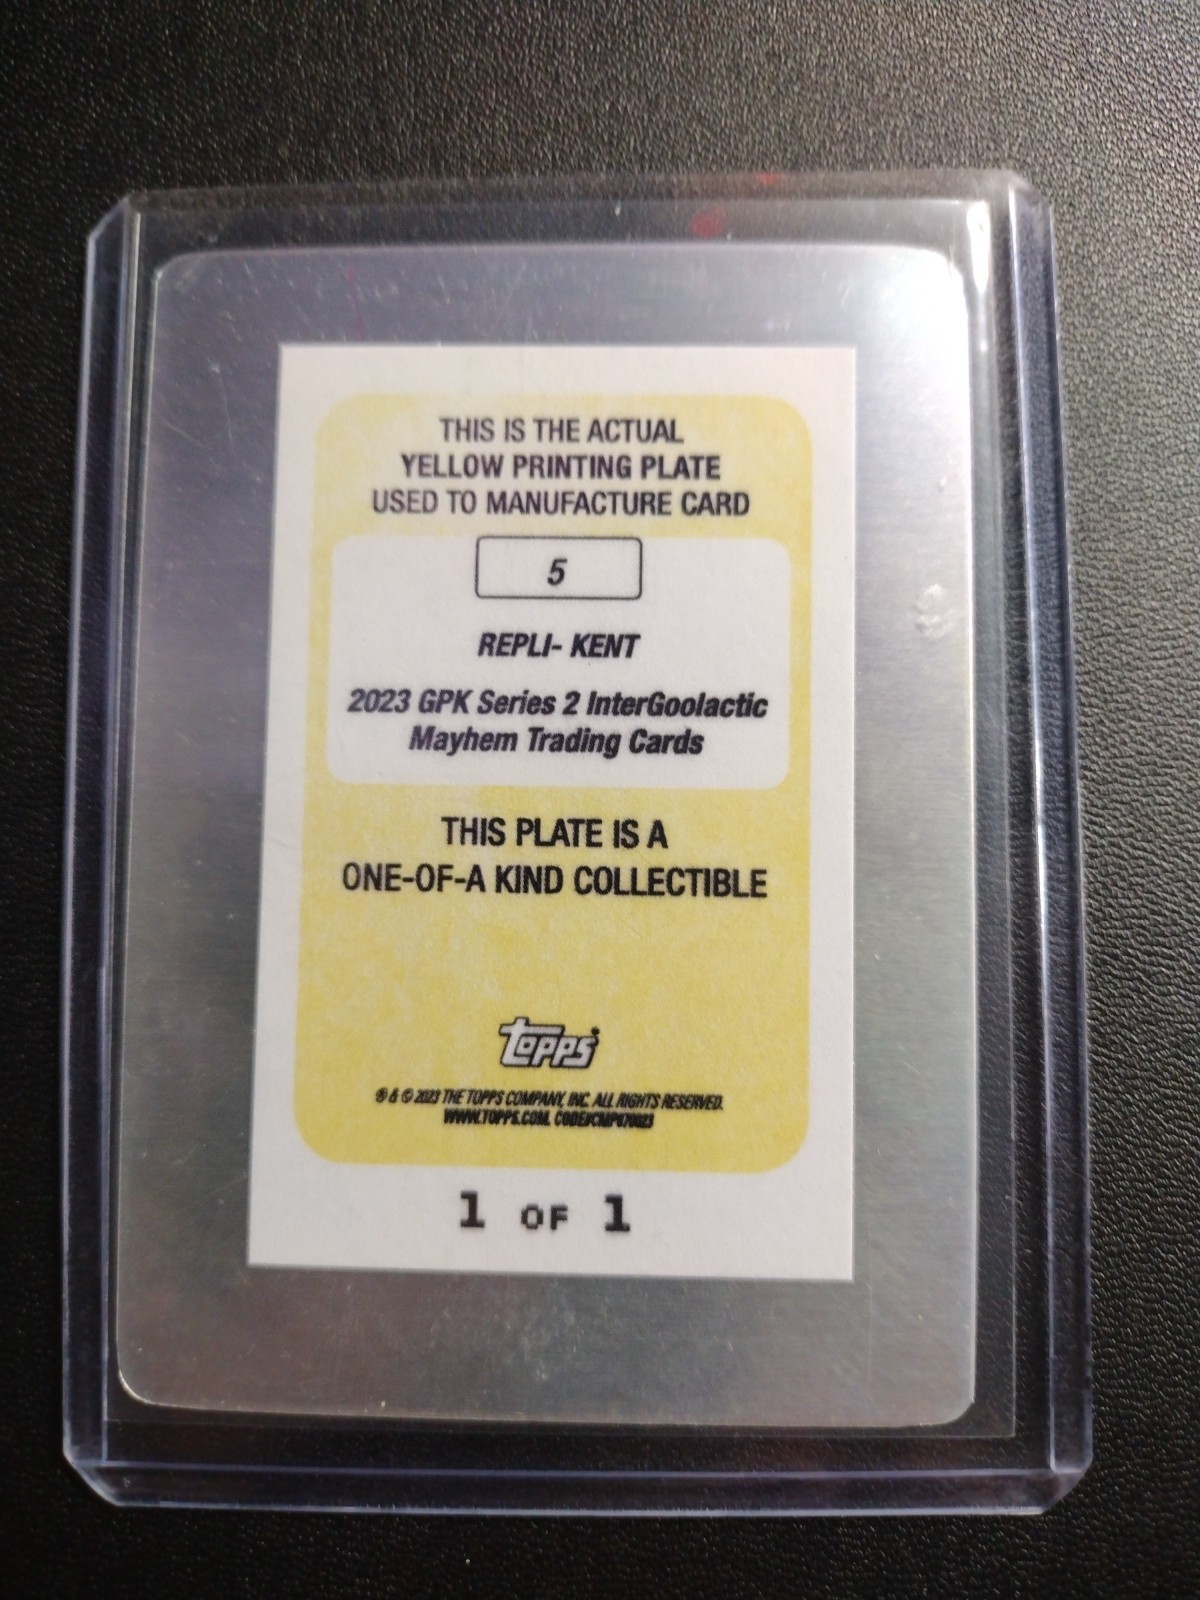 THIS IS THE ACTUAL
YELLOW PRINTING PLATE
USED TO MANUFACTURE CARD
5
REPLI- KENT
2023 GPK Series 2 InterGoolactic
Mayhem Trading Cards
THIS PLATE IS A
ONE-OF-A KIND COLLECTIBLE
Topps
® & © 2023 THE TOPPS COMPANY, INC. ALL RIGHTS RESERVED.
WWW.TOPPS.COM.
1 OF 1